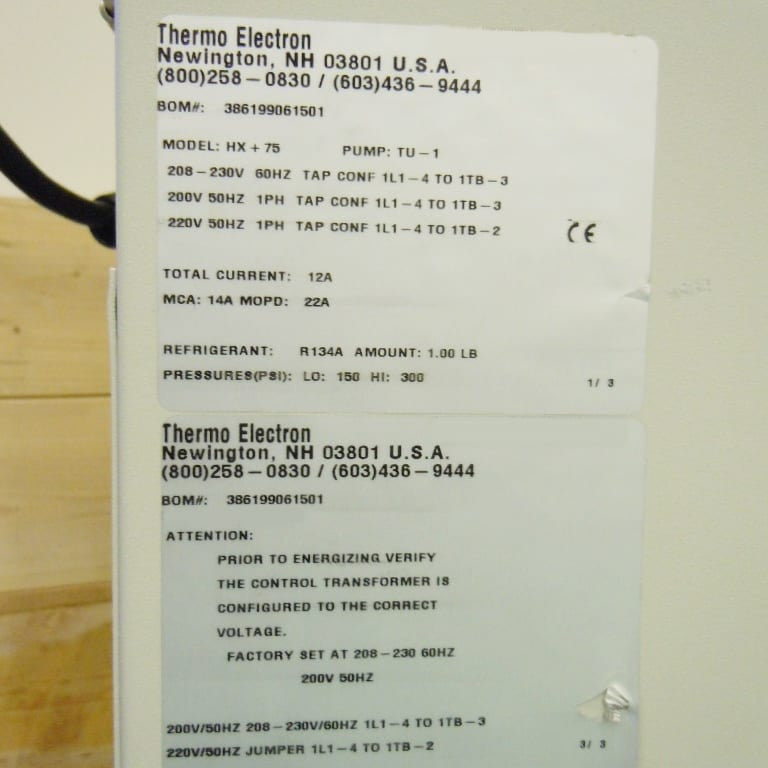 Thermo Electron
Newington, NH 03801 U.S.A.
(800)258-0830 / (603)436-9444
BOM#: 386199061501
MODEL: HX+75 PUMP: TU-1
208-230V 60HZ TAP CONF 1L1-4 TO 1TB-3
200V 50HZ 1PH TAP CONF 1L1-4 TO 1TB-3
220V 50HZ 1PH TAP CONF 1L1-4 TO 1TB-2
CE
TOTAL CURRENT: 12A
MCA: 14A MOPD: 22A
REFRIGERANT: R134A AMOUNT: 1.00 LB
PRESSURES(PSI): LO: 150 HI: 300
1/ 3
Thermo Electron
Newington, NH 03801 U.S.A.
(800)258-0830 / (603)436-9444
BOM#: 386199061501
ATTENTION:
PRIOR TO ENERGIZING VERIFY
THE CONTROL TRANSFORMER IS
CONFIGURED TO THE CORRECT
VOLTAGE.
FACTORY SET AT 208-230 60HZ
200V 50HZ
200V/50HZ 208-230V/60HZ 1L1-4 TO 1TB-3
220V/50HZ JUMPER 1L1-4 TO 1TB-2
3/ 3